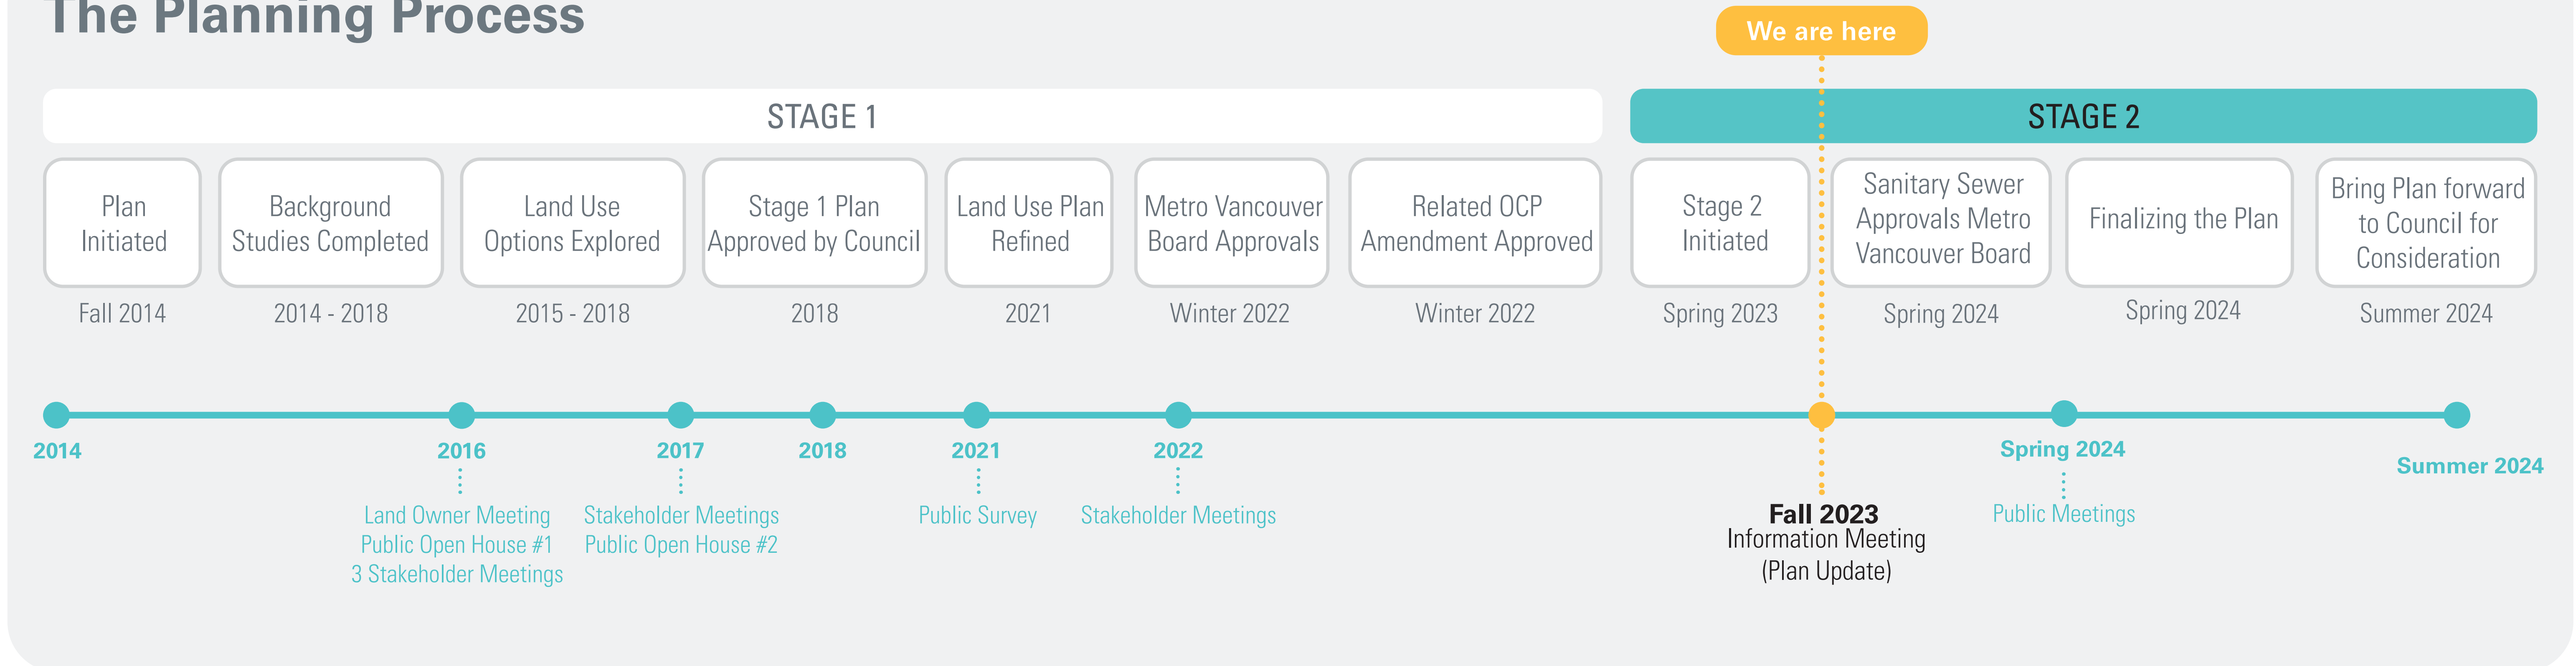 The Planning Process
We are here
STAGE 1
STAGE 2
Plan
Initiated
Fall 2014
Background
Studies Completed
2014 - 2018
Land Use
Options Explored
2015 - 2018
Stage 1 Plan
Approved by Council
2018
Land Use Plan
Refined
2021
Metro Vancouver
Board Approvals
Winter 2022
Related OCP
Amendment Approved
Winter 2022
Stage 2
Initiated
Spring 2023
Sanitary Sewer
Approvals Metro
Vancouver Board
Spring 2024
Finalizing the Plan
Spring 2024
Bring Plan forward
to Council for
Consideration
Summer 2024
2014
2016
Land Owner Meeting
Public Open House #1
3 Stakeholder Meetings
2017
Stakeholder Meetings
Public Open House #2
2018
2021
Public Survey
2022
Stakeholder Meetings
Fall 2023
Information Meeting
(Plan Update)
Spring 2024
Public Meetings
Summer 2024